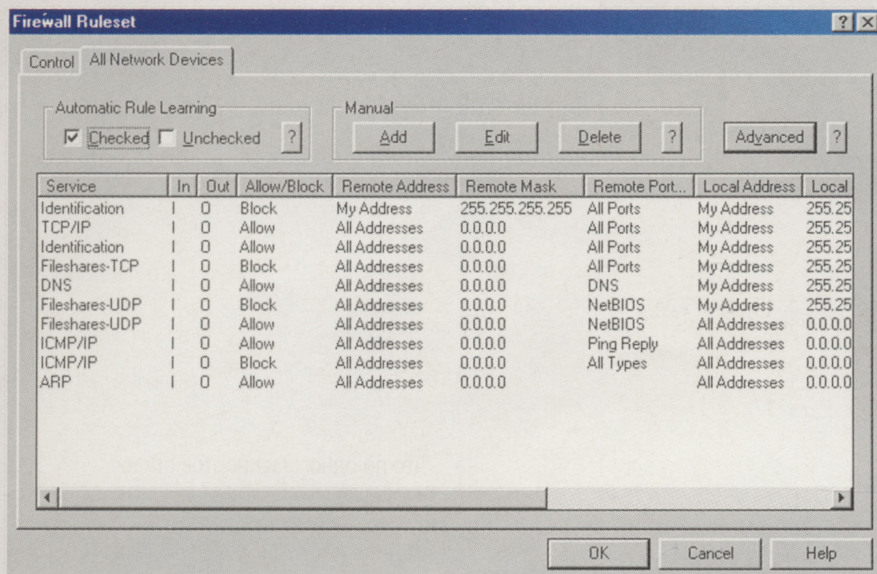 Firewall Ruleset
? ×
Control All Network Devices
Automatic Rule Learning Manual
Checked Unchecked ? Add Edit Delete ? Advanced ?
Service In Out Allow/Block Remote Address Remote Mask Remote Port... Local Address Local
Identification I O Block My Address 255.255.255.255 All Ports My Address 255.25
TCP/IP I O Allow All Addresses 0.0.0.0 All Ports My Address 255.25
Identification I O Allow All Addresses 0.0.0.0 All Ports My Address 255.25
Fileshares-TCP I O Block All Addresses 0.0.0.0 All Ports My Address 255.25
DNS I O Allow All Addresses 0.0.0.0 DNS My Address 255.25
Fileshares-UDP I O Block All Addresses 0.0.0.0 NetBIOS My Address 255.25
Fileshares-UDP I O Allow All Addresses 0.0.0.0 NetBIOS All Addresses 0.0.0.0
ICMP/IP I O Allow All Addresses 0.0.0.0 Ping Reply All Addresses 0.0.0.0
ICMP/IP I O Block All Addresses 0.0.0.0 All Types All Addresses 0.0.0.0
ARP I O Allow All Addresses 0.0.0.0 All Addresses 0.0.0.0
OK Cancel Help